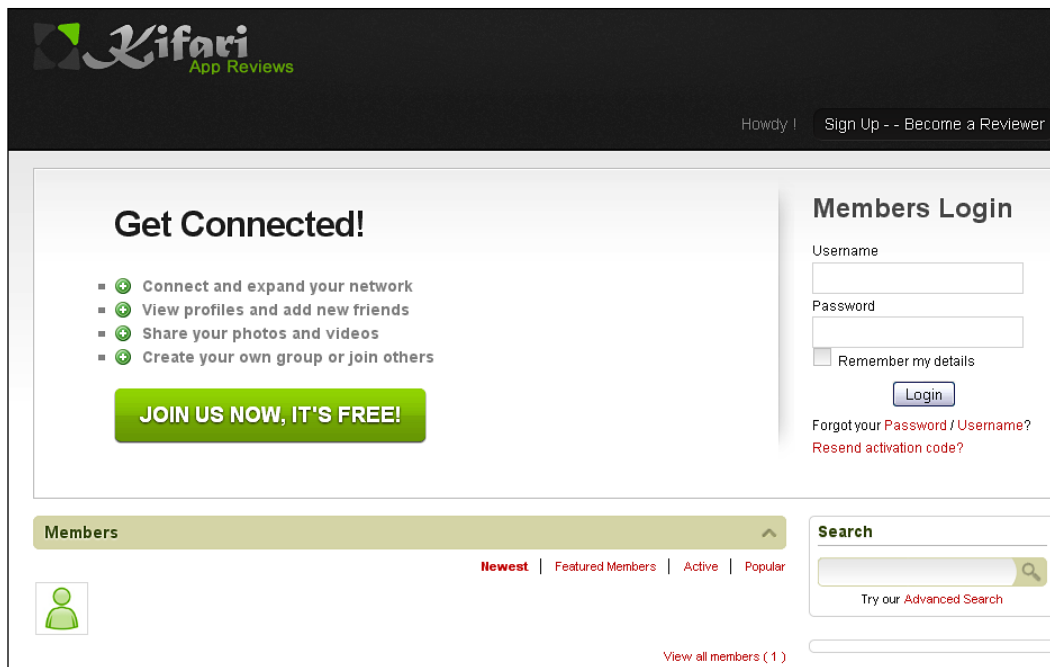 Kifari
App Reviews
Howdy !
Sign Up - - Become a Reviewer
Get Connected!
Connect and expand your network
View profiles and add new friends
Share your photos and videos
Create your own group or join others
JOIN US NOW, IT'S FREE!
Members Login
Username
Password
Remember my details
Login
Forgot your Password / Username?
Resend activation code?
Members
Newest | Featured Members | Active | Popular
View all members ( 1 )
Search
Try our Advanced Search